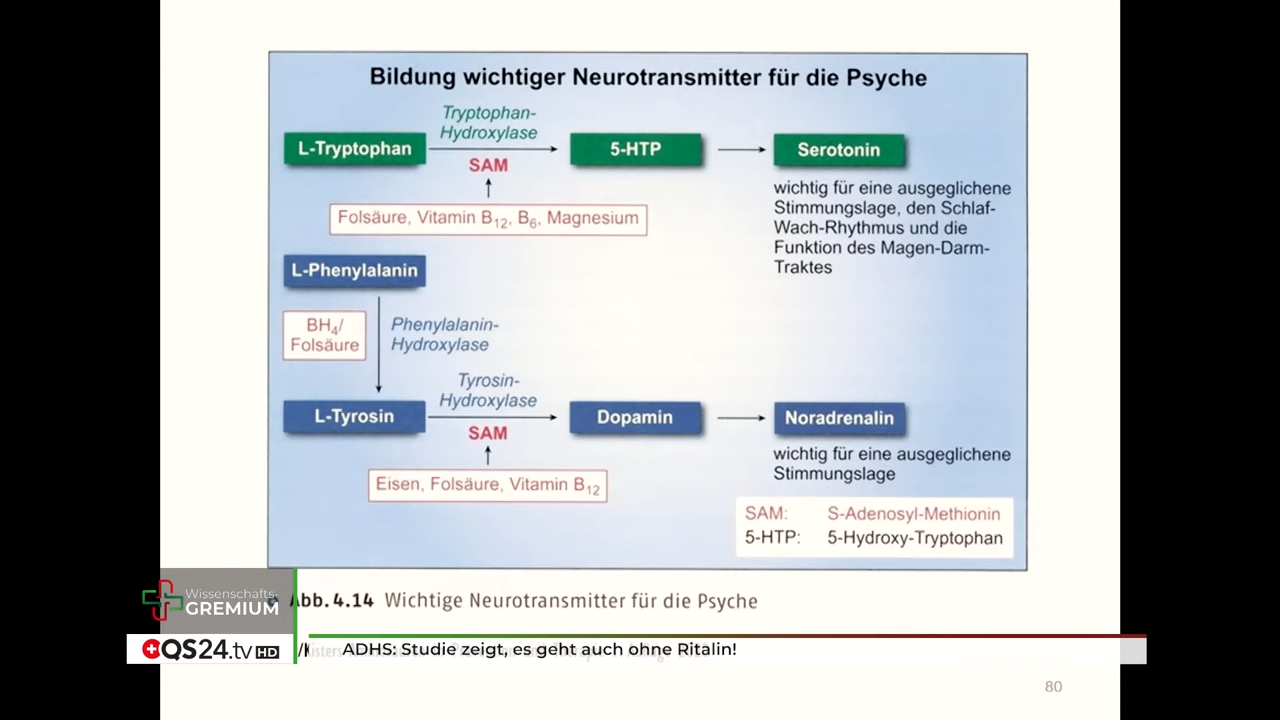 Bildung wichtiger Neurotransmitter für die Psyche
Tryptophan-
Hydroxylase
L-Tryptophan
5-HTP
Serotonin
SAM
Folsäure, Vitamin B12, B6, Magnesium
wichtig für eine ausgeglichene
Stimmungslage, den Schlaf-
Wach-Rhythmus und die
Funktion des Magen-Darm-
Traktes
L-Phenylalanin
BH4/
Folsäure
Phenylalanin-
Hydroxylase
Tyrosin-
Hydroxylase
L-Tyrosin
Dopamin
Noradrenalin
SAM
Eisen, Folsäure, Vitamin B12
wichtig für eine ausgeglichene
Stimmungslage
SAM: S-Adenosyl-Methionin
5-HTP: 5-Hydroxy-Tryptophan
Wissenschafts-
GREMIUM
Abb. 4.14 Wichtige Neurotransmitter für die Psyche
QS24.tv HD
ADHS: Studie zeigt, es geht auch ohne Ritalin!
80